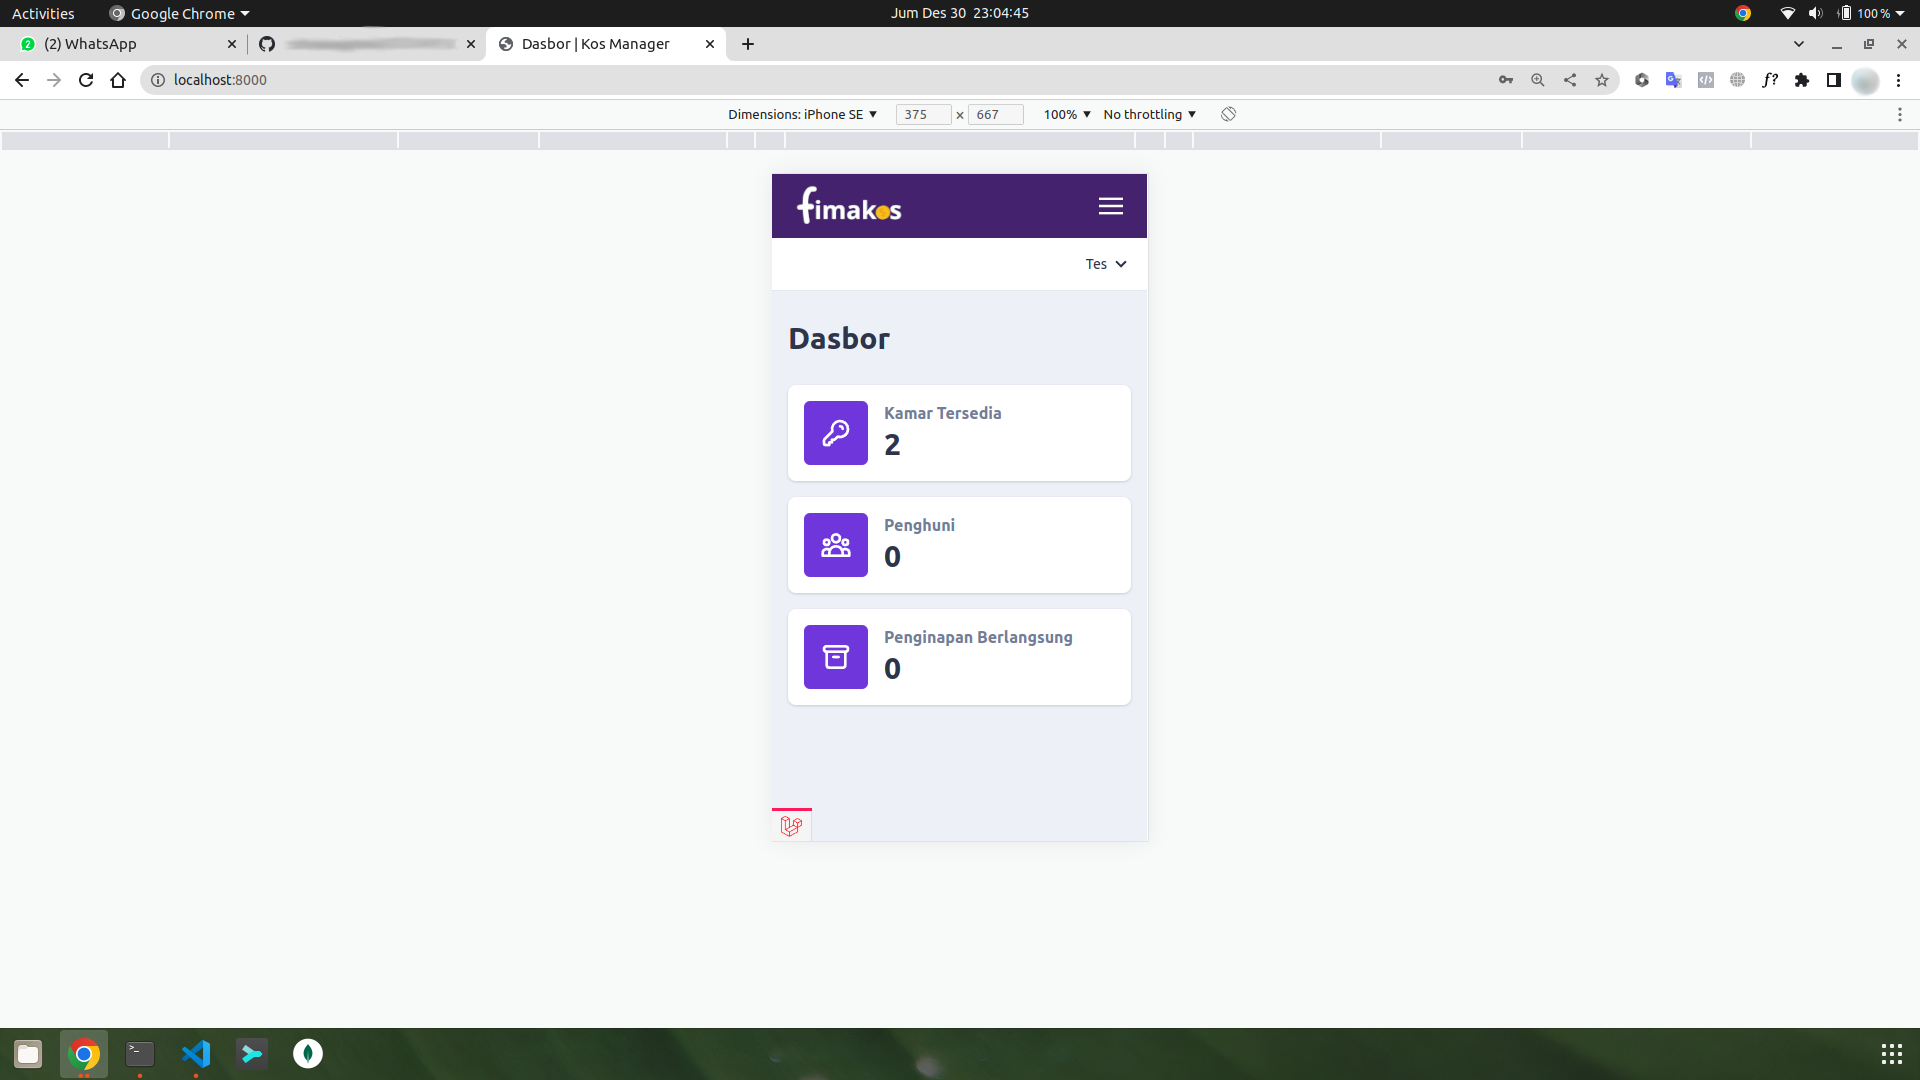 Activities
Google Chrome
Jum Des 30 23:04:45
100 %
2
(2) WhatsApp
Dasbor | Kos Manager
localhost:8000
f?
Dimensions: iPhone SE
375 × 667
100%
No throttling
fimakos
Tes
Dasbor
Kamar Tersedia
2
Penghuni
0
Penginapan Berlangsung
0